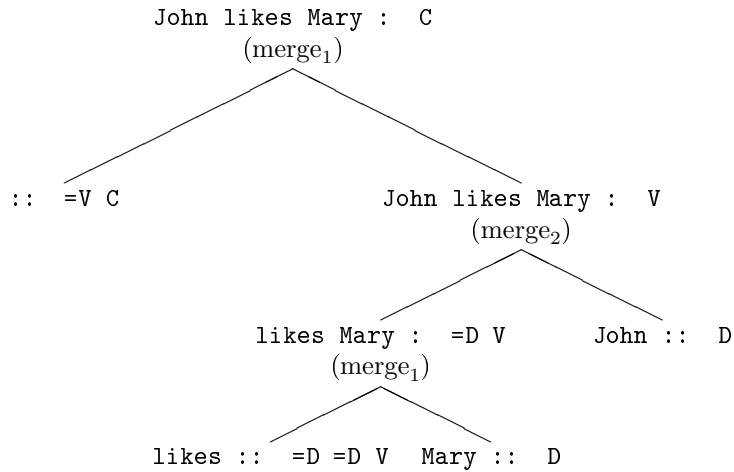 John likes Mary : C
(merge₁)
:: =V C
John likes Mary : V
(merge₂)
likes Mary : =D V
John :: D
(merge₁)
likes :: =D =D V
Mary :: D